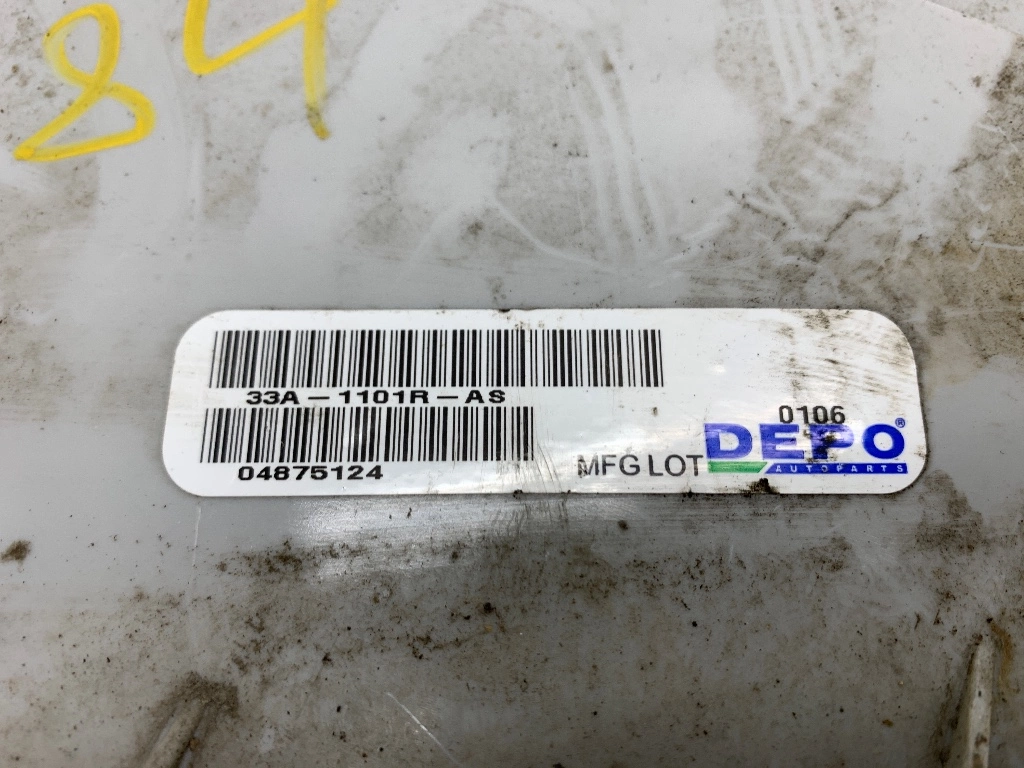 84
33A-1101R-AS
04875124
0106
MFG LOT DEPO®
AUTOPARTS